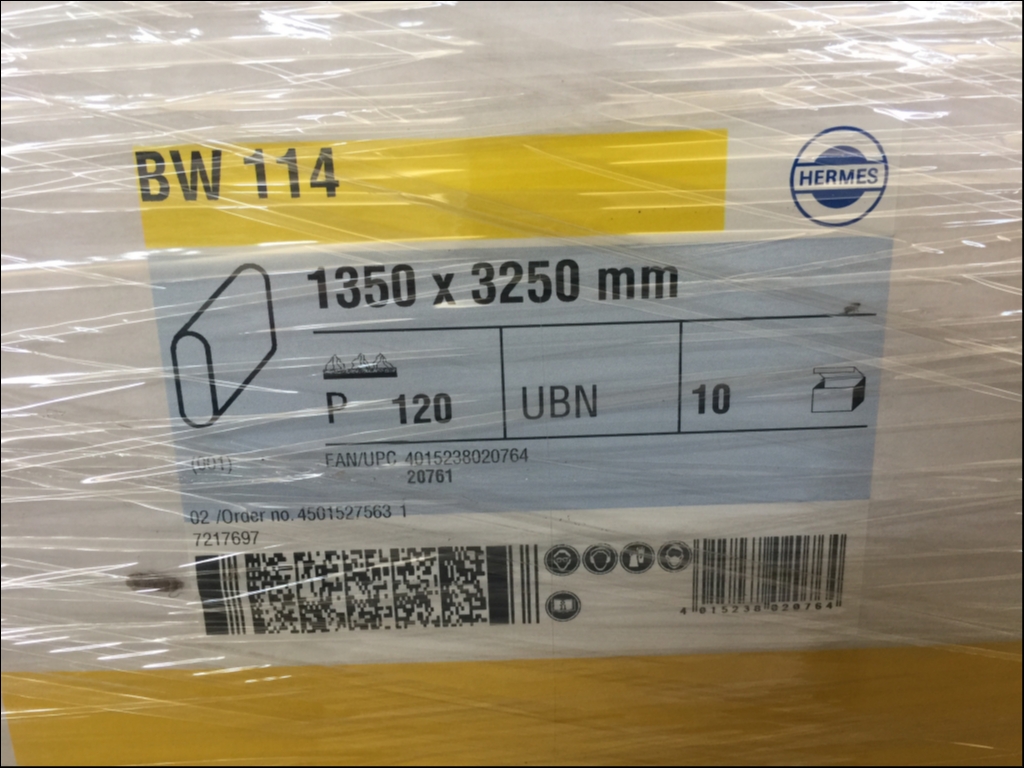 BW 114
HERMES
1350 x 3250 mm
P 120
UBN
10
(901)
EAN/UPC 4015238020764
20761
02 /Order no. 4501527563 1
7217697
4 015238 020764